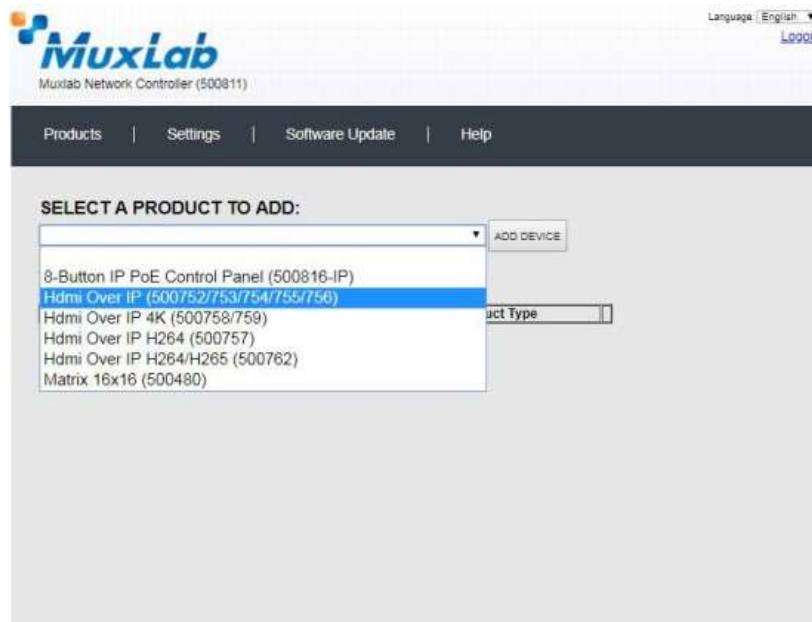 Language English
Logout
MuxLab
Muxlab Network Controller (500811)
Products | Settings | Software Update | Help
SELECT A PRODUCT TO ADD:
ADD DEVICE
8-Button IP PoE Control Panel (500816-IP)
Hdmi Over IP (500752/753/754/755/756)
Hdmi Over IP 4K (500758/759)
uct Type
Hdmi Over IP H264 (500757)
Hdmi Over IP H264/H265 (500762)
Matrix 16x16 (500480)